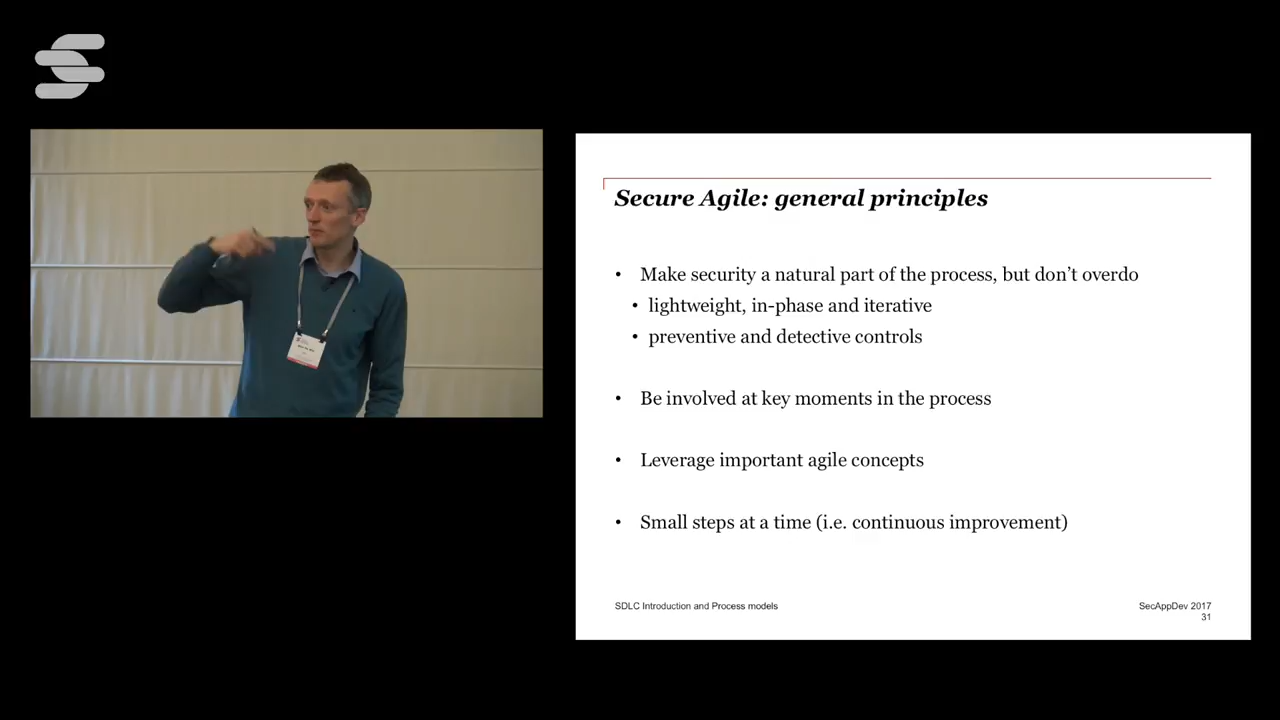 Secure Agile: general principles
• Make security a natural part of the process, but don't overdo
• lightweight, in-phase and iterative
• preventive and detective controls
• Be involved at key moments in the process
• Leverage important agile concepts
• Small steps at a time (i.e. continuous improvement)
SDLC Introduction and Process models
SecAppDev 2017
31